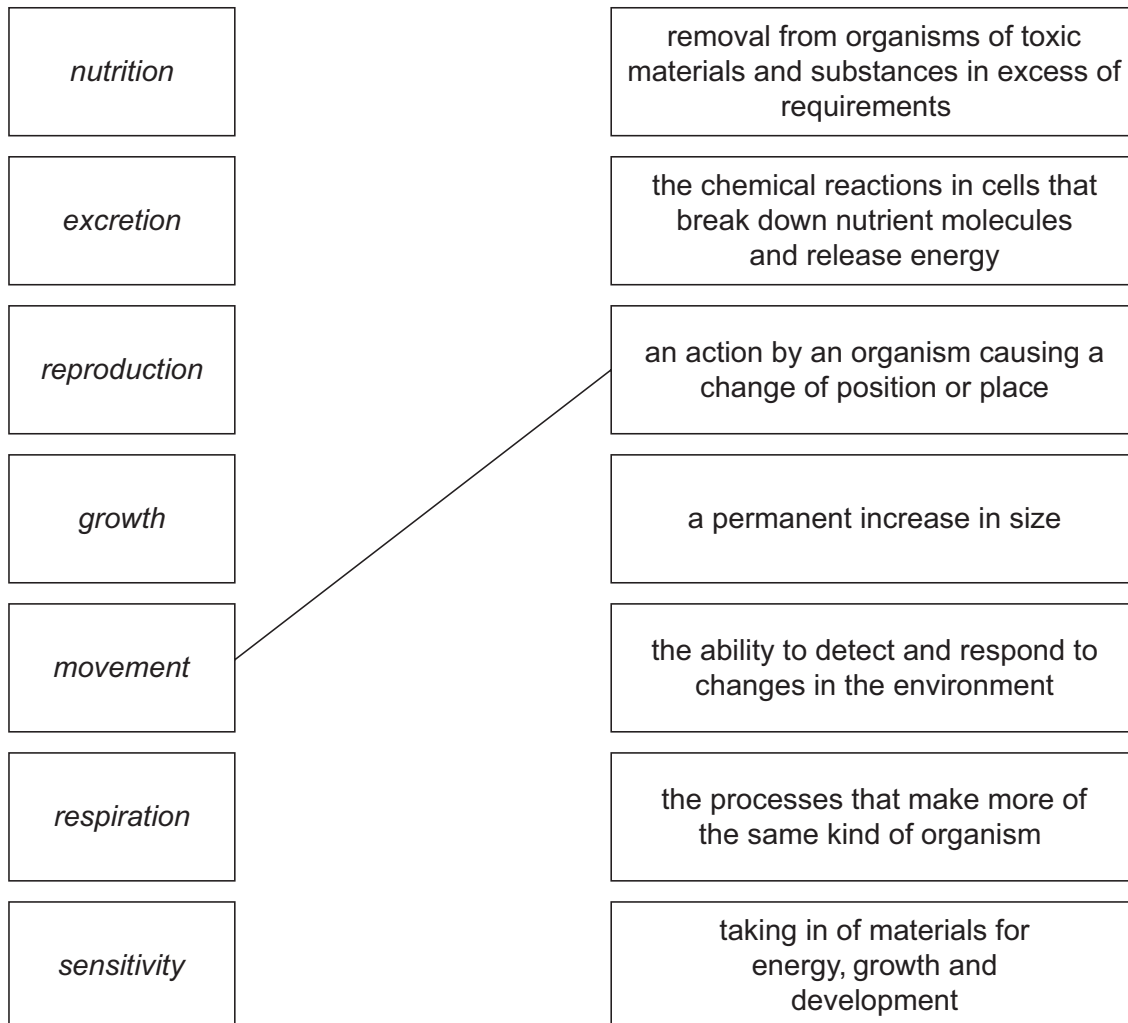 nutrition
removal from organisms of toxic
materials and substances in excess of
requirements
excretion
the chemical reactions in cells that
break down nutrient molecules
and release energy
reproduction
an action by an organism causing a
change of position or place
growth
a permanent increase in size
movement
the ability to detect and respond to
changes in the environment
respiration
the processes that make more of
the same kind of organism
sensitivity
taking in of materials for
energy, growth and
development